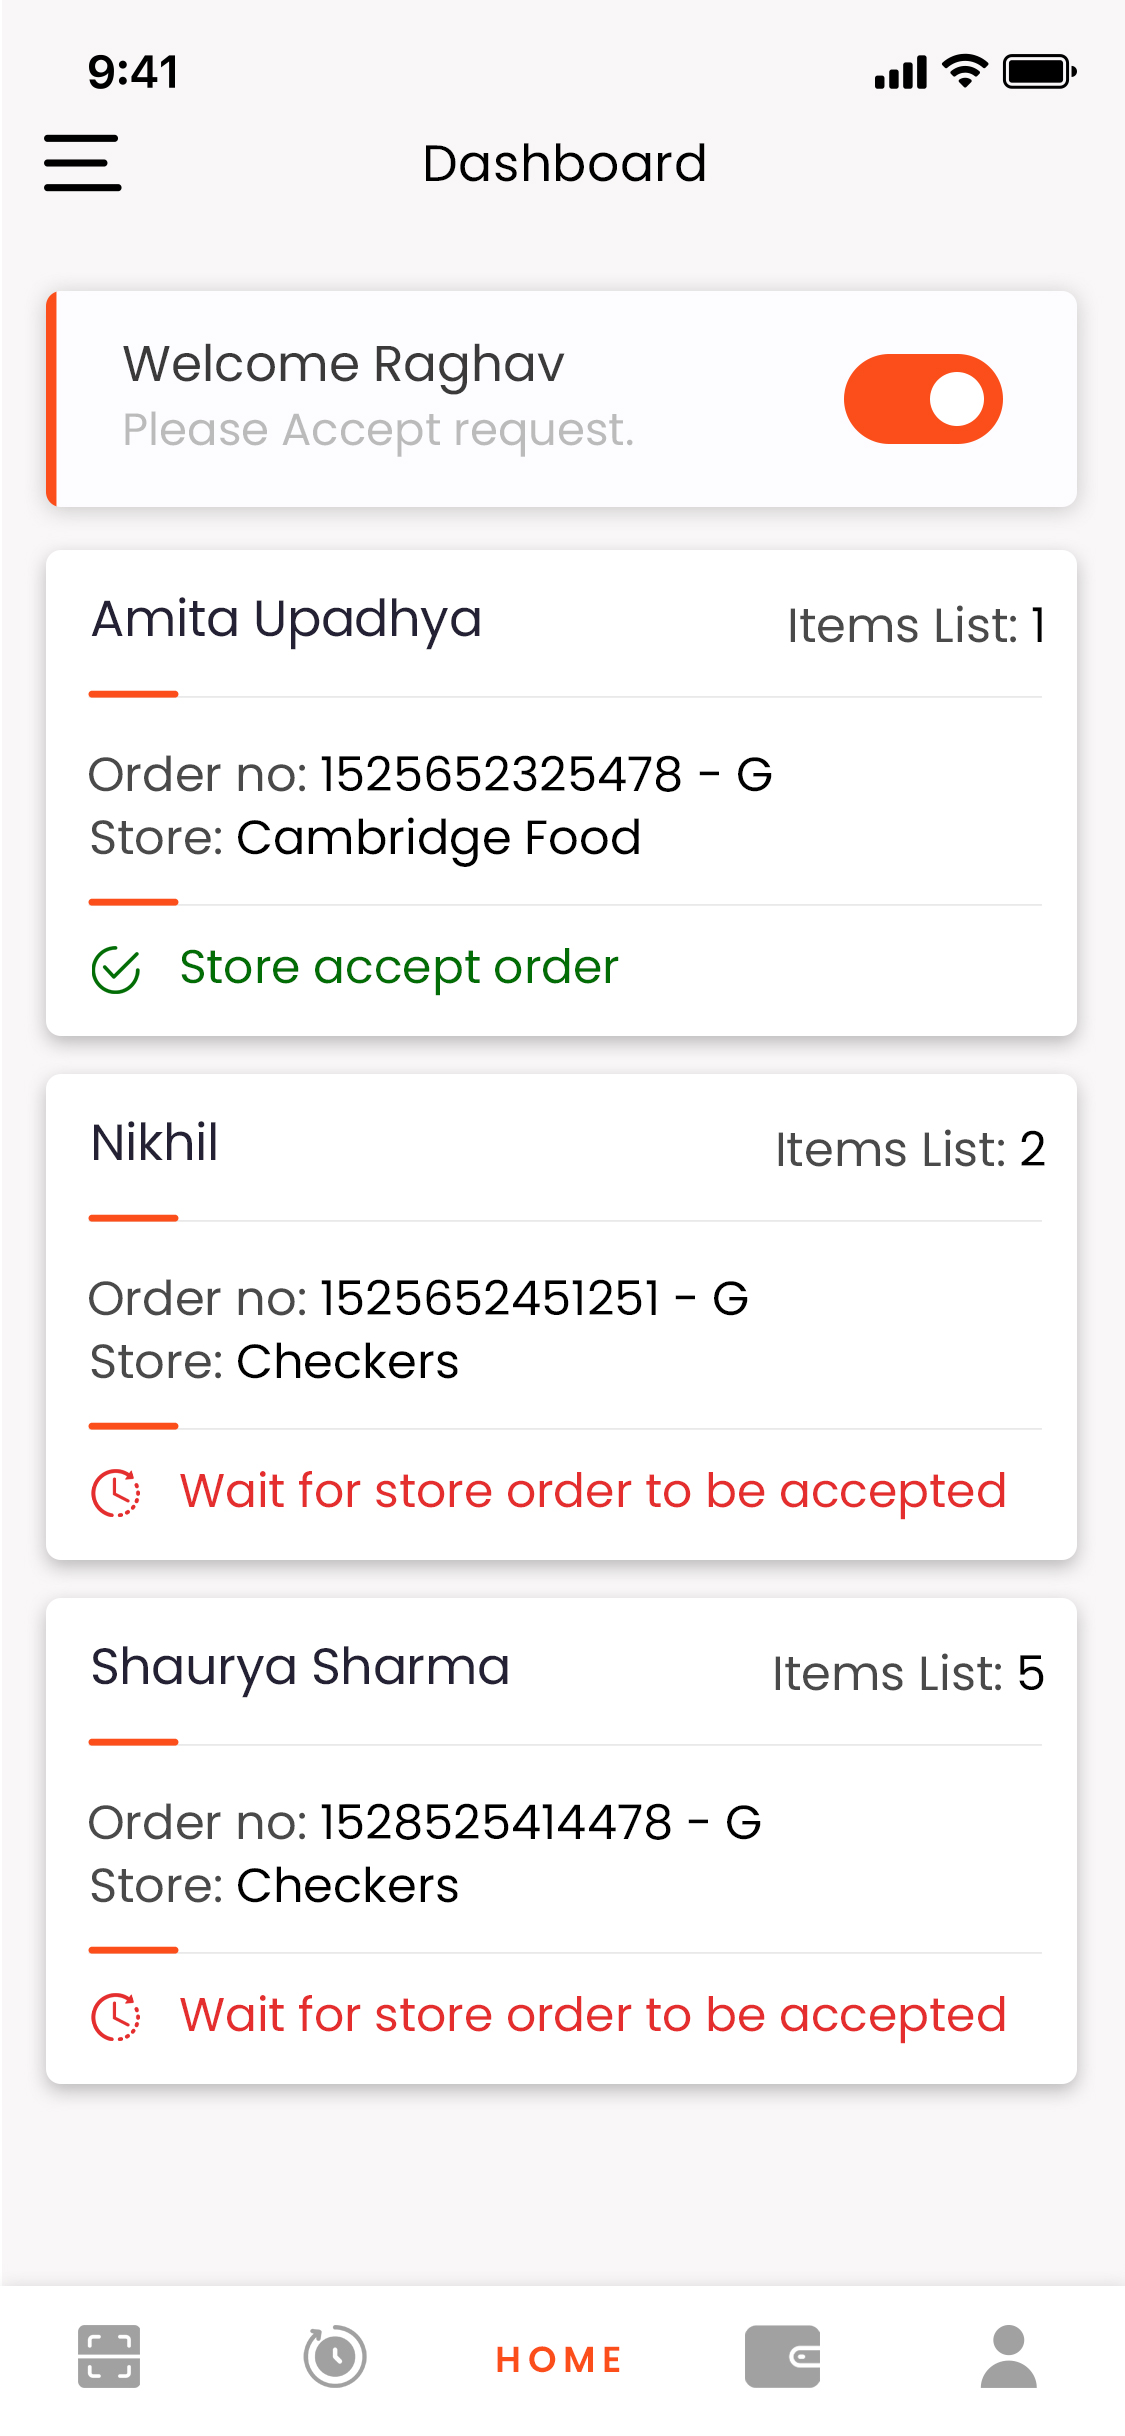 9:41
Dashboard
Welcome Raghav
Please Accept request.
Amita Upadhya
Items List: 1
Order no: 1525652325478 - G
Store: Cambridge Food
Store accept order
Nikhil
Items List: 2
Order no: 1525652451251 - G
Store: Checkers
Wait for store order to be accepted
Shaurya Sharma
Items List: 5
Order no: 1528525414478 - G
Store: Checkers
Wait for store order to be accepted
HOME